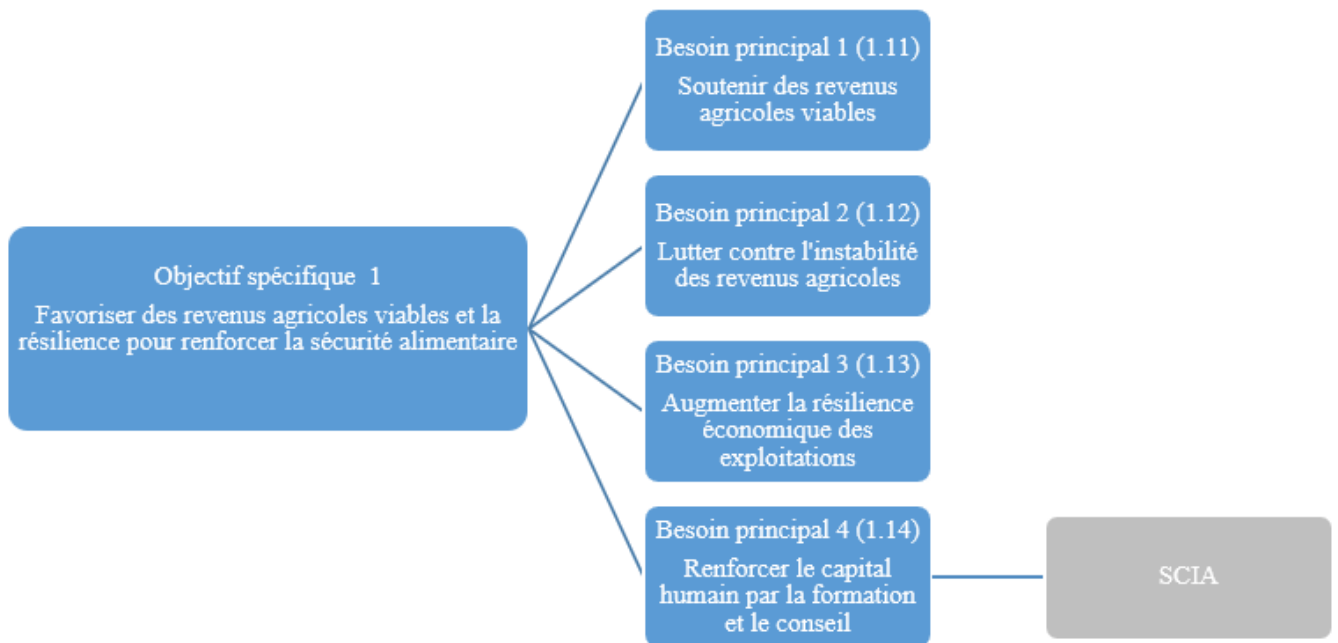 Objectif spécifique  1
Favoriser des revenus agricoles viables et la
résilience pour renforcer la sécurité alimentaire
Besoin principal 1 (1.11)
Soutenir des revenus
agricoles viables
Besoin principal 2 (1.12)
Lutter contre l'instabilité
des revenus agricoles
Besoin principal 3 (1.13)
Augmenter la résilience
économique des
exploitations
Besoin principal 4 (1.14)
Renforcer le capital
humain par la formation
et le conseil
SCIA